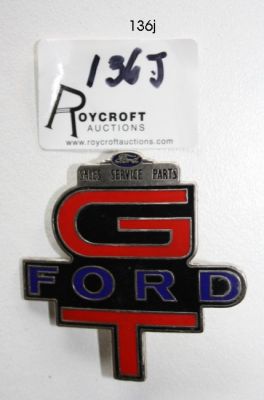 136j
136J
ROYCROFT
AUCTIONS
www.roycroftauctions.com
Ford
SALES SERVICE PARTS
G
FORD
T